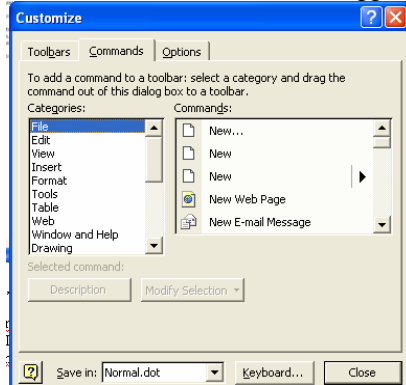 Customize
Toolbars Commands Options
To add a command to a toolbar: select a category and drag the
command out of this dialog box to a toolbar.
Categories: Commands:
File New...
Edit New
View New
Insert New Web Page
Format New E-mail Message
Tools
Table
Web
Window and Help
Drawing
Selected command:
Description Modify Selection
Save in: Normal.dot Keyboard... Close